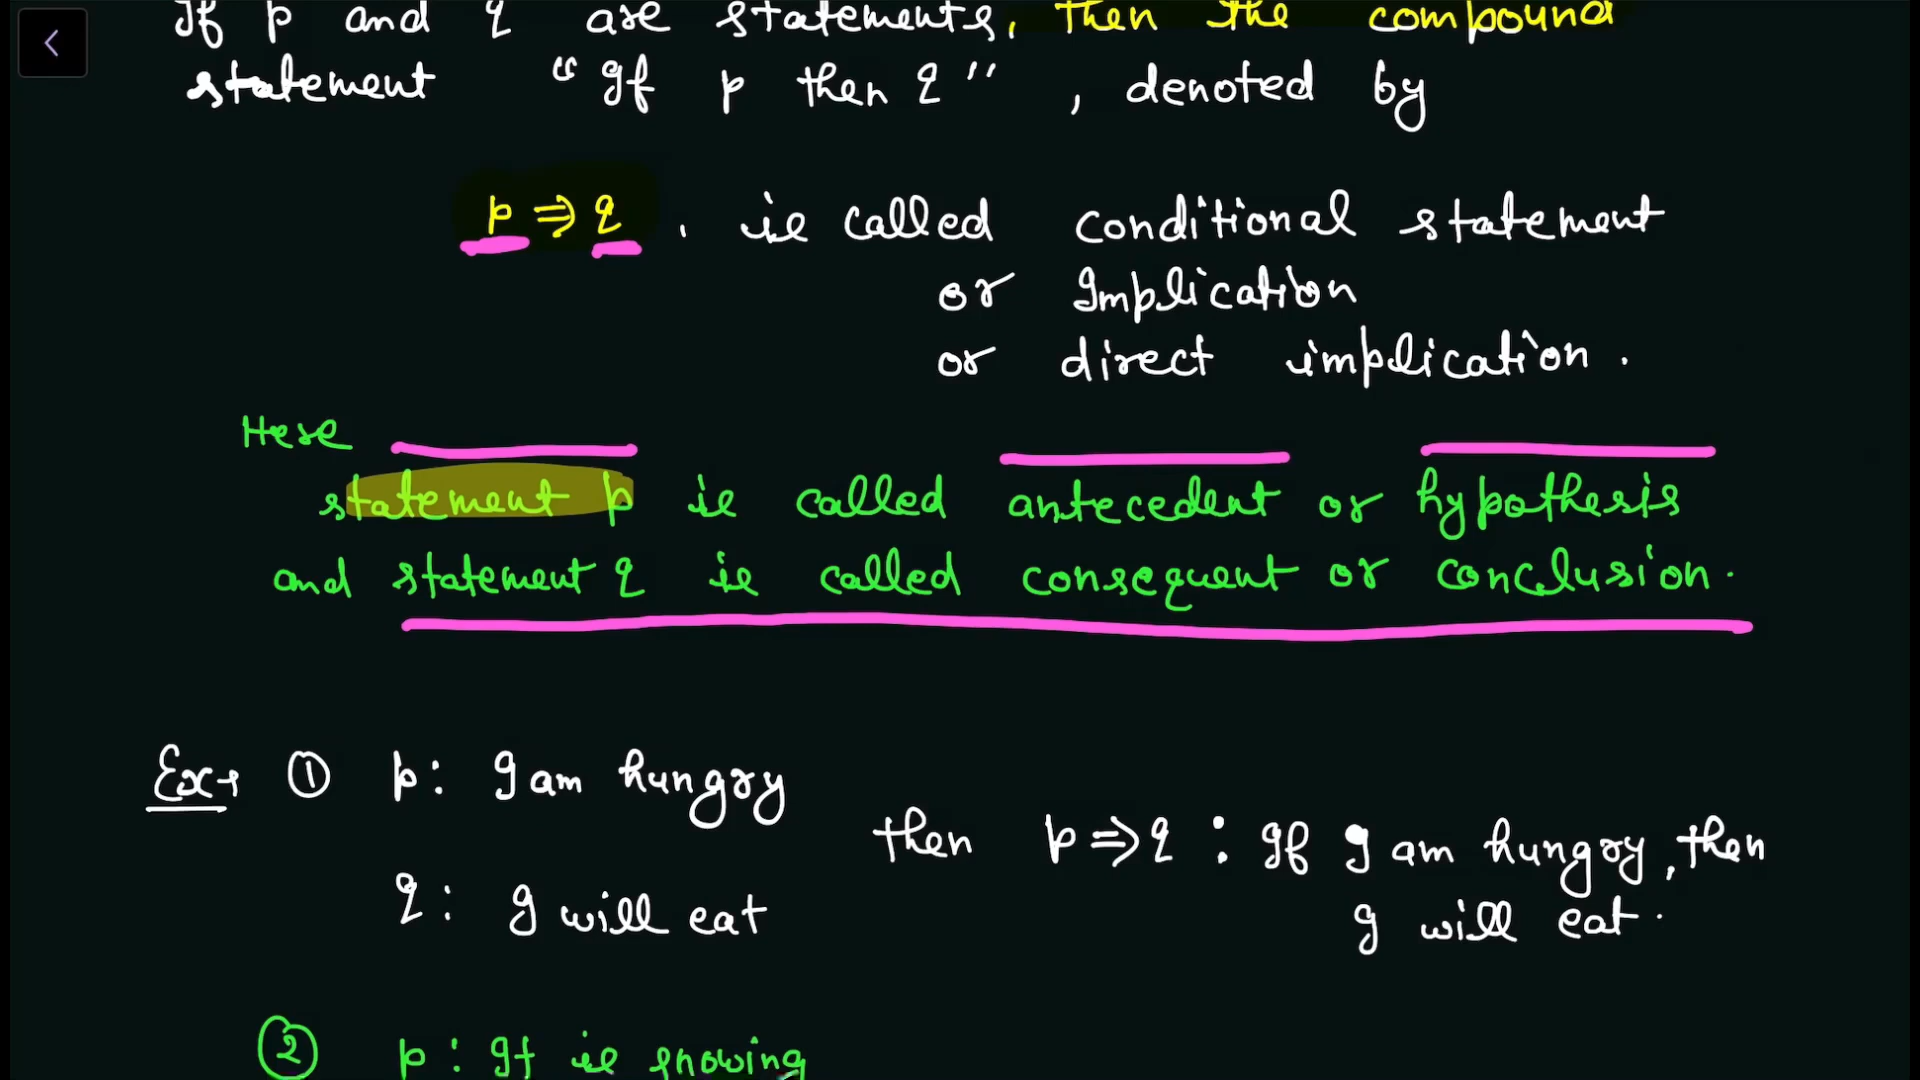 If p and q are statements, then the compound
statement "If p then q", denoted by
p ⇒ q . is called conditional statement
or Implication
or direct implication.
Here
statement p is called antecedent or hypothesis
and statement q is called consequent or conclusion.
Ex→ ① p: I am hungry
then p ⇒ q : If I am hungry, then
q: I will eat
I will eat.
② p: It is snowing